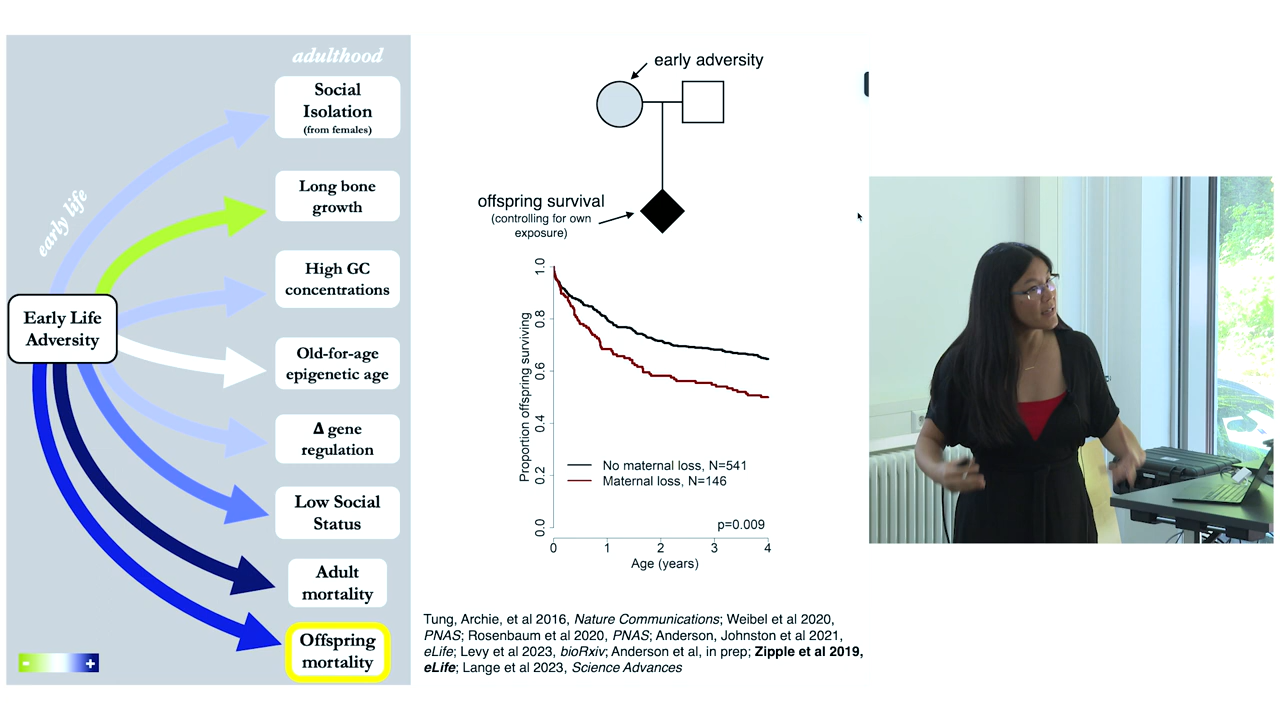 adulthood
Social
Isolation
(from females)
Long bone
growth
early life
High GC
concentrations
Early Life
Adversity
Old-for-age
epigenetic age
Δ gene
regulation
Low Social
Status
Adult
mortality
Offspring
mortality
- +
early adversity
offspring survival
(controlling for own
exposure)
Proportion offspring surviving
1.0
0.8
0.6
0.4
0.2
0.0
No maternal loss, N=541
Maternal loss, N=146
p=0.009
0 1 2 3 4
Age (years)
Tung, Archie, et al 2016, Nature Communications; Weibel et al 2020,
PNAS; Rosenbaum et al 2020, PNAS; Anderson, Johnston et al 2021,
eLife; Levy et al 2023, bioRxiv; Anderson et al, in prep; Zipple et al 2019,
eLife; Lange et al 2023, Science Advances